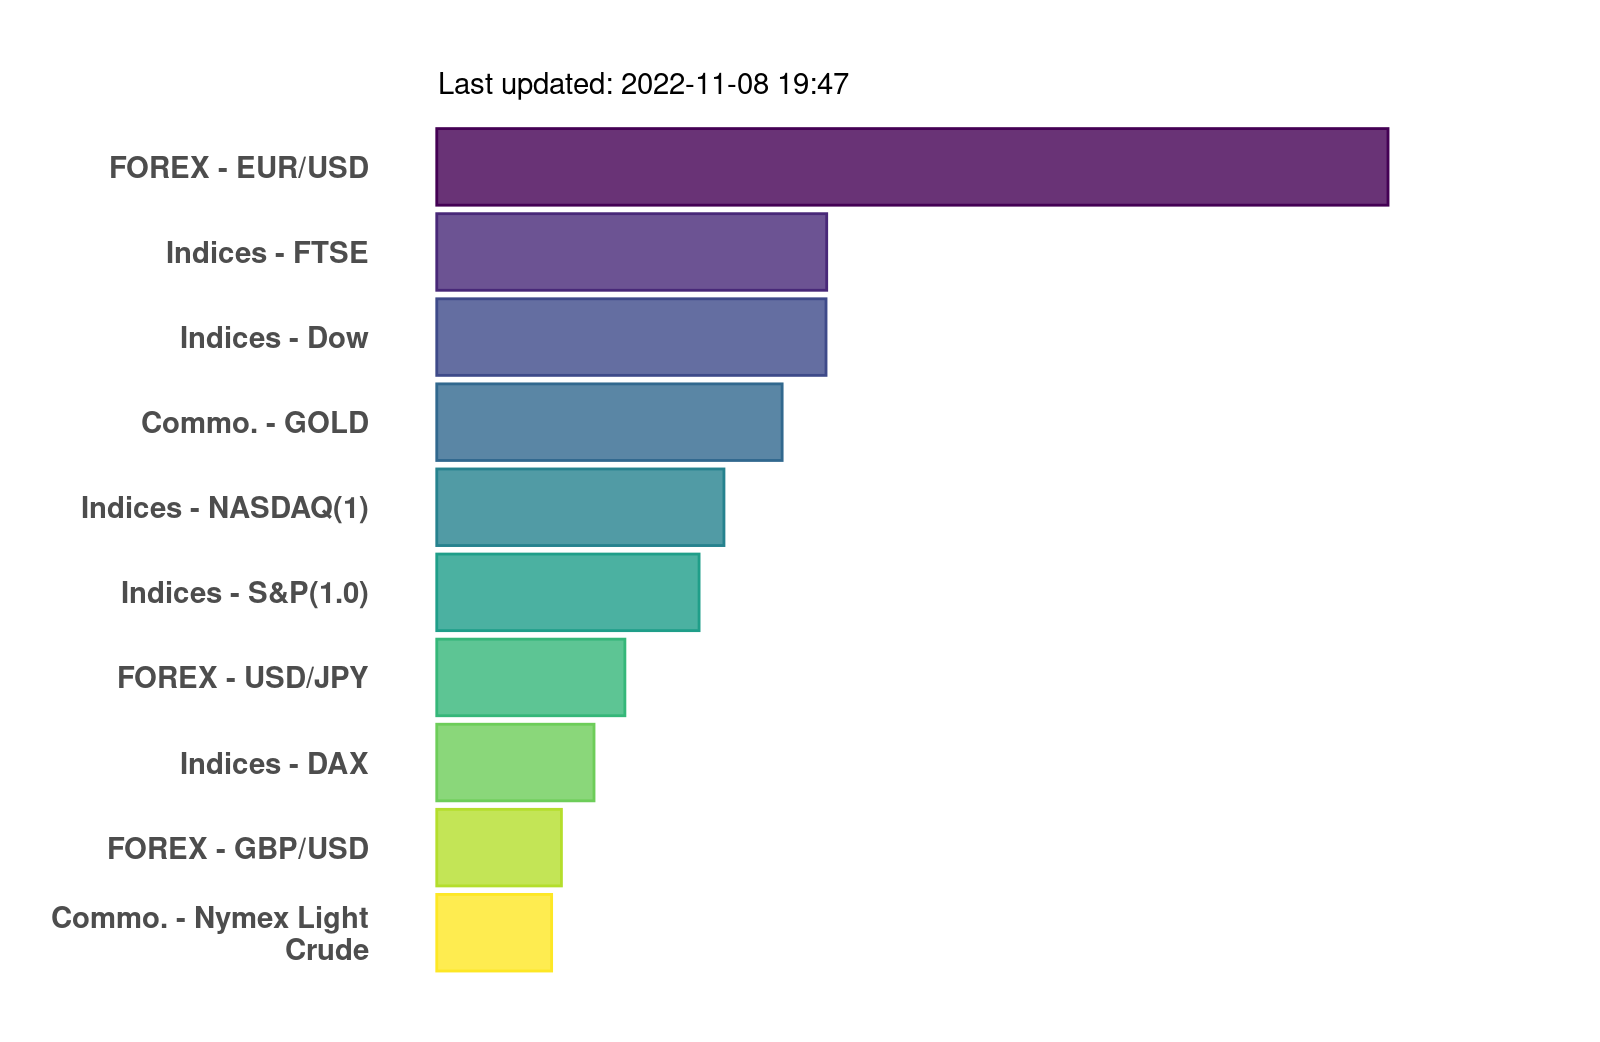 Last updated: 2022-11-08 19:47
FOREX - EUR/USD
Indices - FTSE
Indices - Dow
Commo. - GOLD
Indices - NASDAQ(1)
Indices - S&P(1.0)
FOREX - USD/JPY
Indices - DAX
FOREX - GBP/USD
Commo. - Nymex Light
Crude